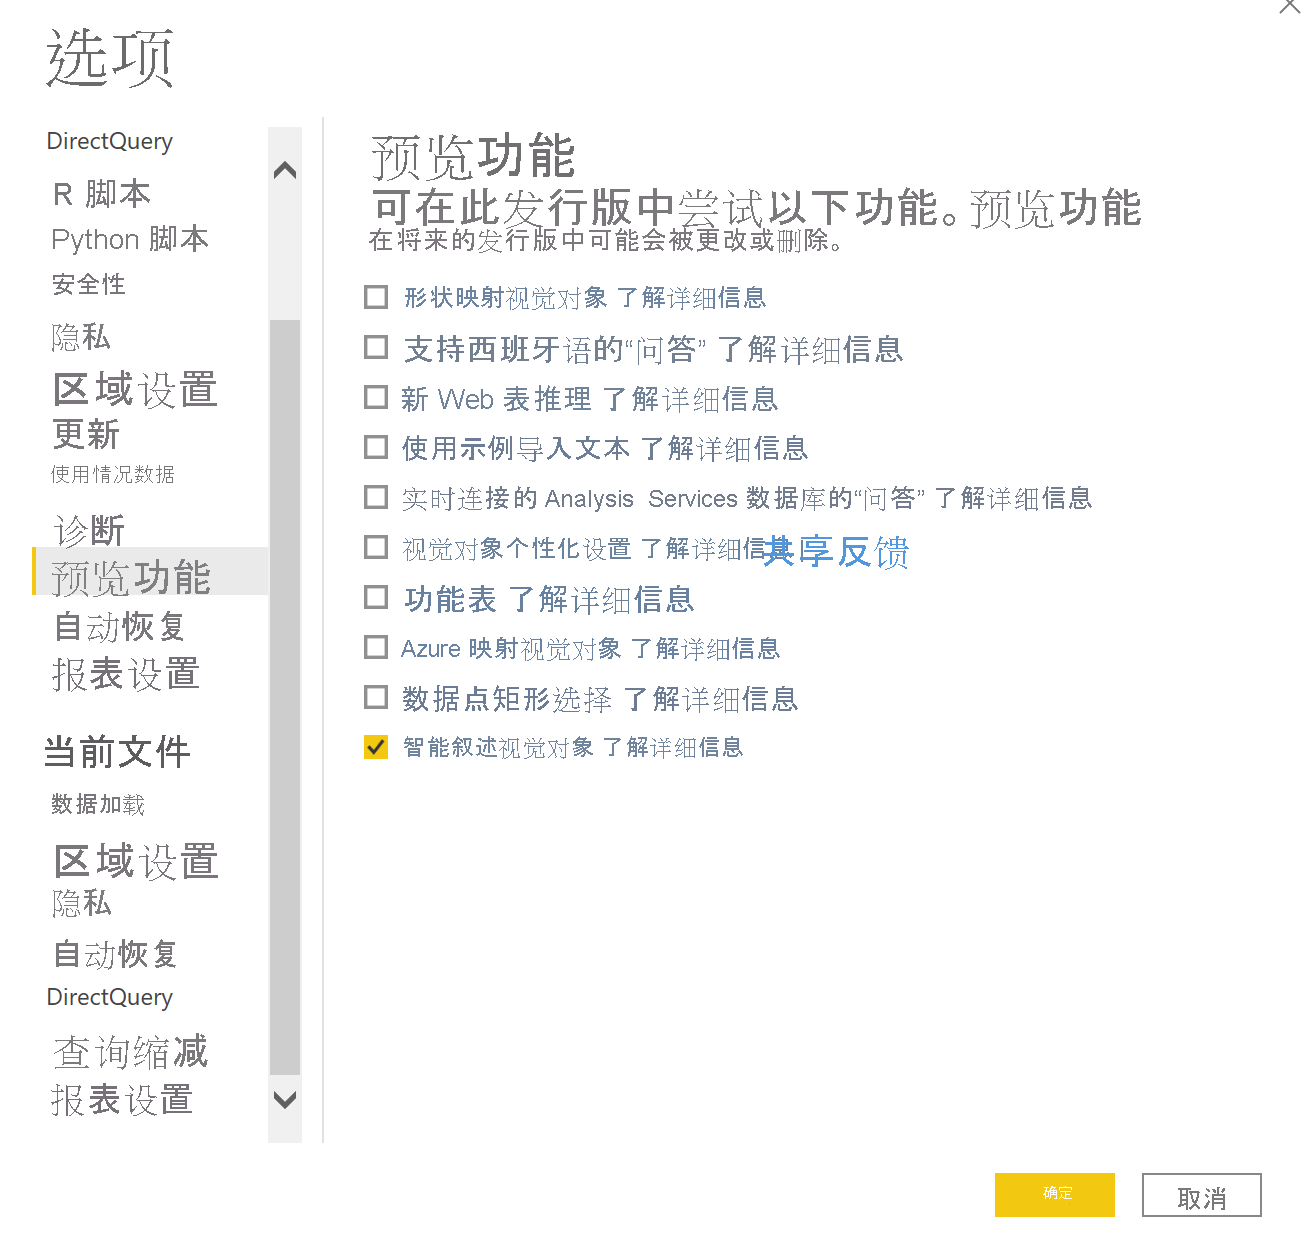 选项
DirectQuery
R 脚本
Python 脚本
安全性
隐私
区域设置
更新
使用情况数据
诊断
预览功能
自动恢复
报表设置
当前文件
数据加载
区域设置
隐私
自动恢复
DirectQuery
查询缩减
报表设置
预览功能
可在此发行版中尝试以下功能。预览功能
在将来的发行版中可能会被更改或删除。
形状映射视觉对象 了解详细信息
支持西班牙语的“问答” 了解详细信息
新 Web 表推理 了解详细信息
使用示例导入文本 了解详细信息
实时连接的 Analysis Services 数据库的“问答” 了解详细信息
视觉对象个性化设置 了解详细信息 共享反馈
功能表 了解详细信息
Azure 映射视觉对象 了解详细信息
数据点矩形选择 了解详细信息
智能叙述视觉对象 了解详细信息
确定
取消